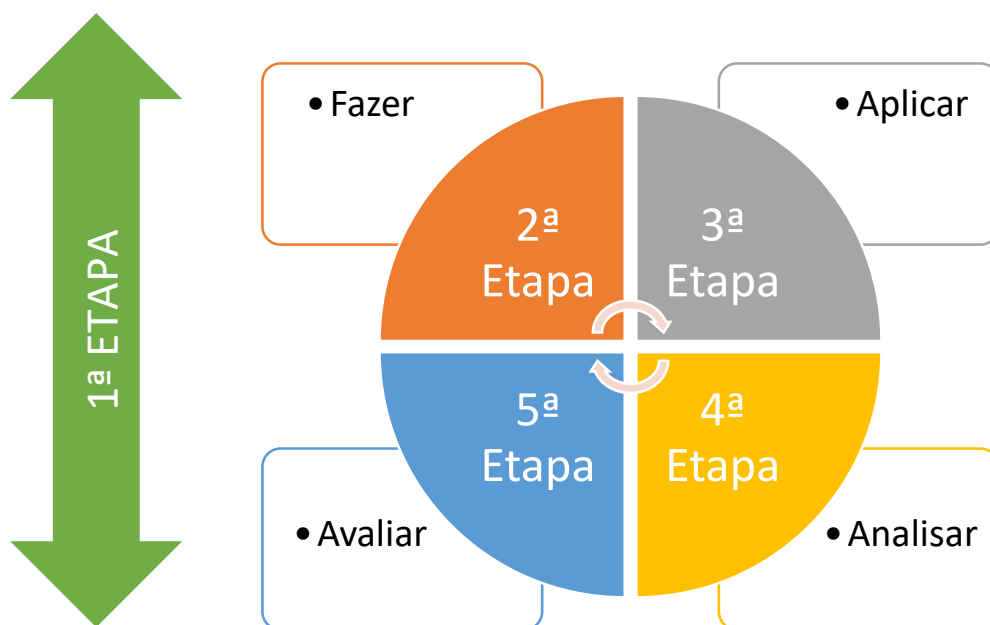 1ª ETAPA
• Fazer
• Aplicar
2ª
Etapa
3ª
Etapa
5ª
Etapa
4ª
Etapa
• Avaliar
• Analisar